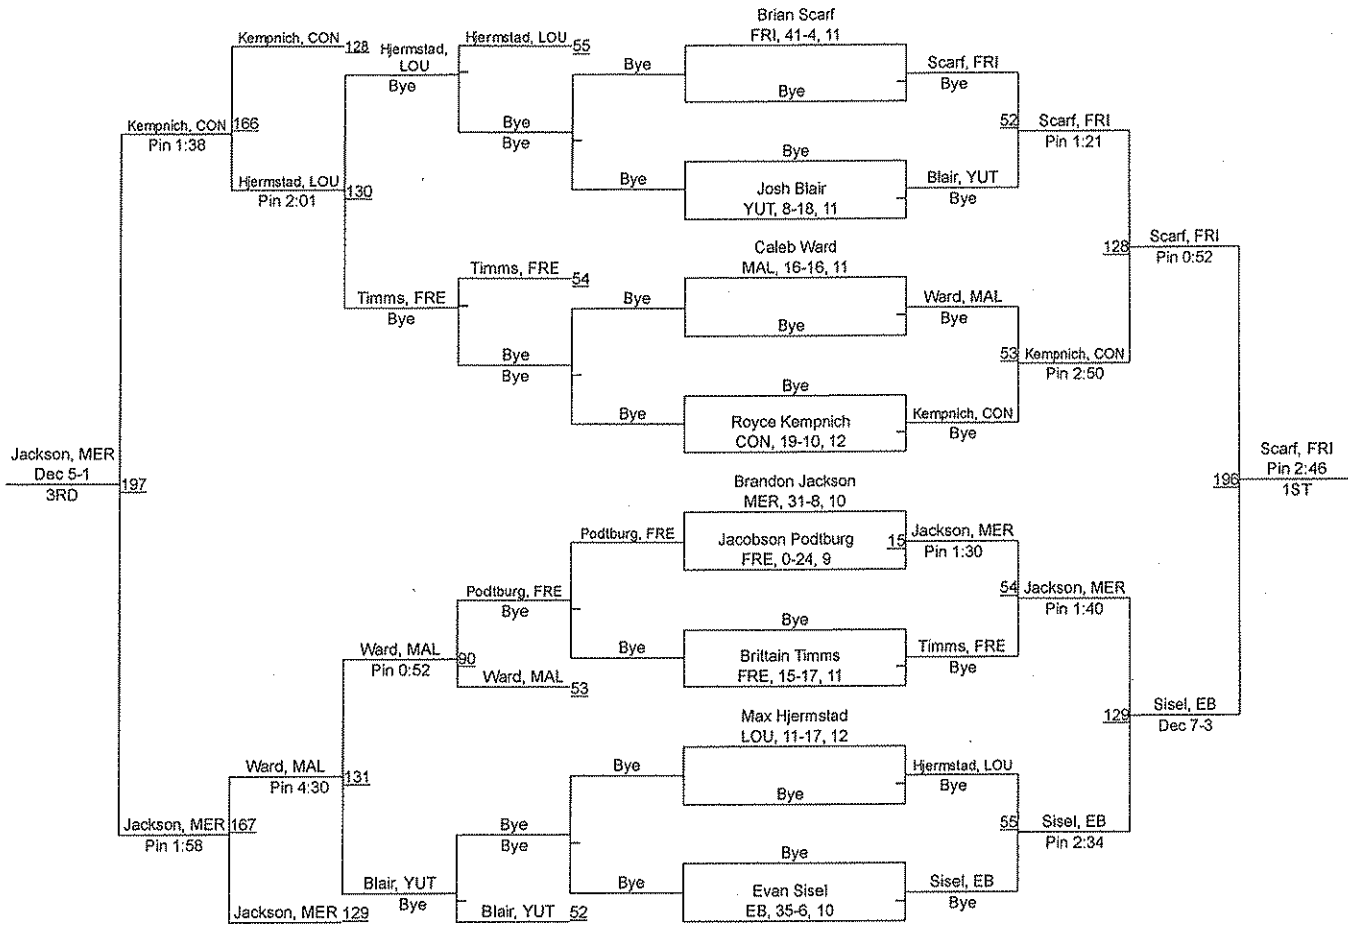 Brian Scarf
FRI, 41-4, 11
Kempnich, CON 128
Hjermstad, LOU 55
Hjermstad,
LOU
Bye
Bye
Scarf, FRI
Bye
Bye
Kempnich, CON 166
Pin 1:38
Bye
Bye
52 Scarf, FRI
Pin 1:21
Bye
Hjermstad, LOU 130
Pin 2:01
Bye
Josh Blair
YUT, 8-18, 11
Blair, YUT
Bye
Caleb Ward
MAL, 16-16, 11
128 Scarf, FRI
Pin 0:52
Timms, FRE 54
Timms, FRE
Bye
Bye
Bye
Ward, MAL
Bye
Bye
Bye
53 Kempnich, CON
Pin 2:50
Bye
Bye
Royce Kempnich
CON, 19-10, 12
Kempnich, CON
Bye
Jackson, MER
Dec 5-1
3RD
197
Scarf, FRI
Pin 2:46
1ST
196
Brandon Jackson
MER, 31-8, 10
Podtburg, FRE
Jacobson Podtburg
FRE, 0-24, 9
15 Jackson, MER
Pin 1:30
Podtburg, FRE
Bye
54 Jackson, MER
Pin 1:40
Bye
Bye
Brittain Timms
FRE, 15-17, 11
Timms, FRE
Bye
Ward, MAL 90
Pin 0:52
Ward, MAL 53
Max Hjermstad
LOU, 11-17, 12
129 Sisel, EB
Dec 7-3
Ward, MAL 131
Pin 4:30
Bye
Bye
Hjermstad, LOU
Bye
Jackson, MER 167
Pin 1:58
Bye
Bye
55 Sisel, EB
Pin 2:34
Bye
Blair, YUT
Bye
Bye
Evan Sisel
EB, 35-6, 10
Sisel, EB
Bye
Jackson, MER 129
Blair, YUT 52